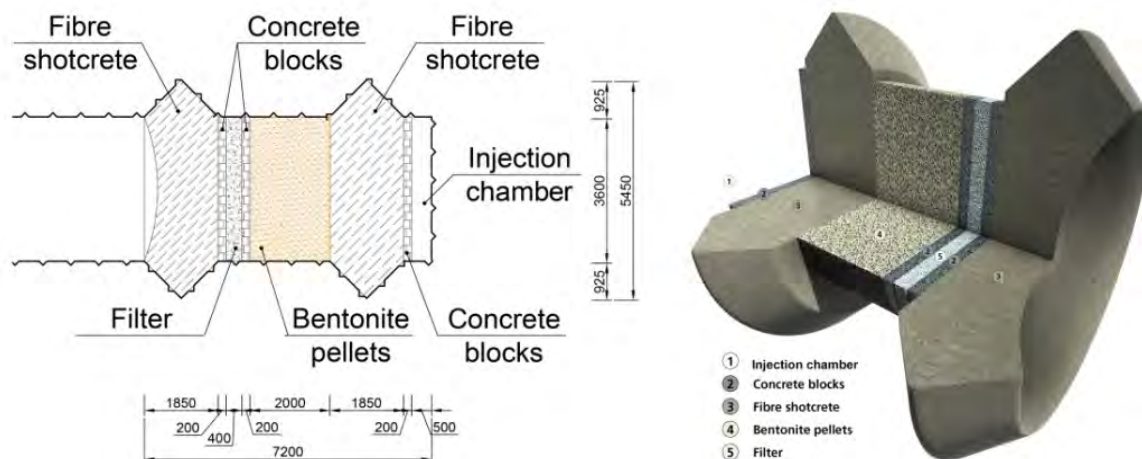 Fibre
shotcrete
Concrete
blocks
Fibre
shotcrete
Injection
chamber
Filter
Bentonite
pellets
Concrete
blocks
925
3600
925
5450
1850
2000
1850
200
400
200
200
500
7200
1
2
3
4
2
5
2
3
1 Injection chamber
2 Concrete blocks
3 Fibre shotcrete
4 Bentonite pellets
5 Filter